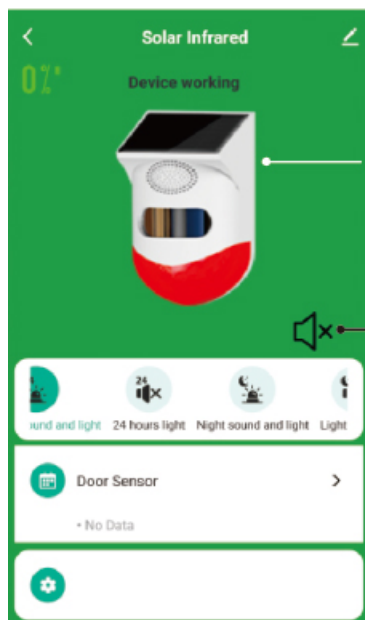 Solar Infrared
0%
Device working
und and light 24 hours light Night sound and light Light
24
Door Sensor
• No Data